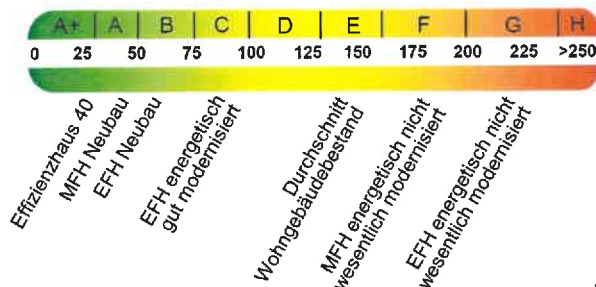 A+ A B C D E F G H
0 25 50 75 100 125 150 175 200 225 >250
Effizienzhaus 40
MFH Neubau
EFH Neubau
EFH energetisch
gut modernisiert
Durchschnitt
Wohngebäudebestand
MFH energetisch nicht
wesentlich modernisiert
EFH energetisch nicht
wesentlich modernisiert